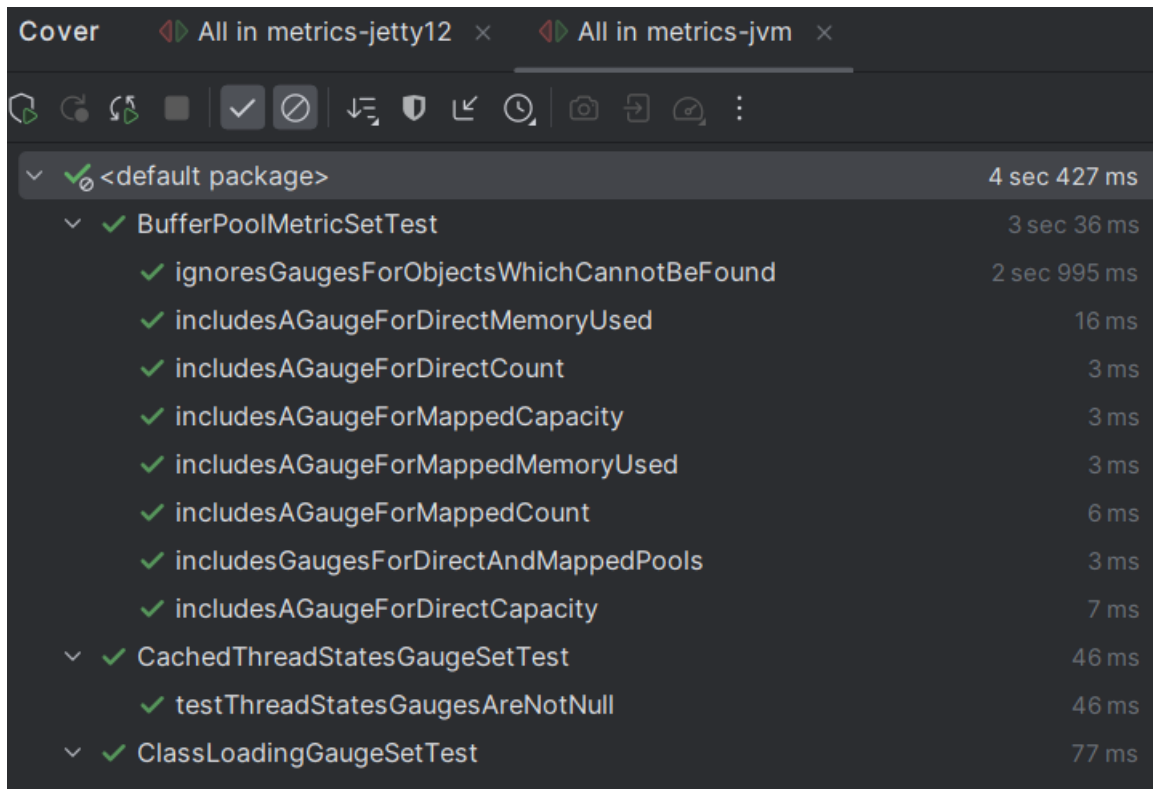 Cover All in metrics-jetty12 All in metrics-jvm
<default package> 4 sec 427 ms
BufferPoolMetricSetTest 3 sec 36 ms
ignoresGaugesForObjectsWhichCannotBeFound 2 sec 995 ms
includesAGaugeForDirectMemoryUsed 16 ms
includesAGaugeForDirectCount 3 ms
includesAGaugeForMappedCapacity 3 ms
includesAGaugeForMappedMemoryUsed 3 ms
includesAGaugeForMappedCount 6 ms
includesGaugesForDirectAndMappedPools 3 ms
includesAGaugeForDirectCapacity 7 ms
CachedThreadStatesGaugeSetTest 46 ms
testThreadStatesGaugesAreNotNull 46 ms
ClassLoadingGaugeSetTest 77 ms